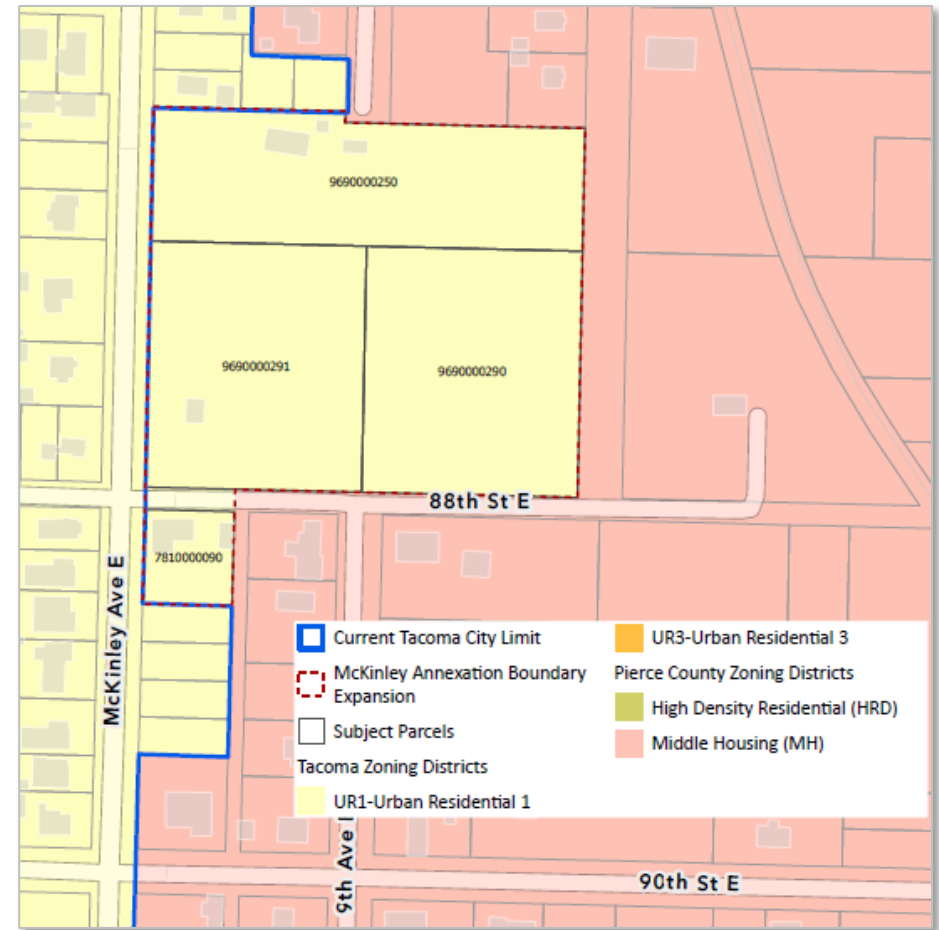 9690000250
9690000291
9690000290
88th St E
7810000090
McKinley Ave E
Current Tacoma City Limit
McKinley Annexation Boundary
Expansion
Subject Parcels
Tacoma Zoning Districts
UR1-Urban Residential 1
UR3-Urban Residential 3
Pierce County Zoning Districts
High Density Residential (HRD)
Middle Housing (MH)
9th Ave
90th St E